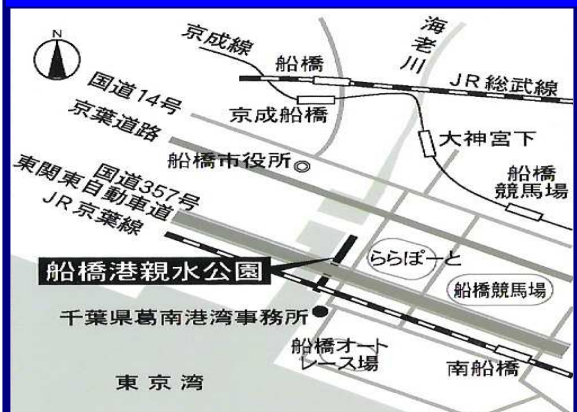 N
京成線
海老川
船橋
JR総武線
国道14号
京成船橋
京葉道路
大神宮下
船橋市役所
船橋
競馬場
国道357号
東関東自動車道
JR京葉線
ららぽーと
船橋港親水公園
船橋競馬場
千葉県葛南港湾事務所
船橋オート
レース場
南船橋
東京湾